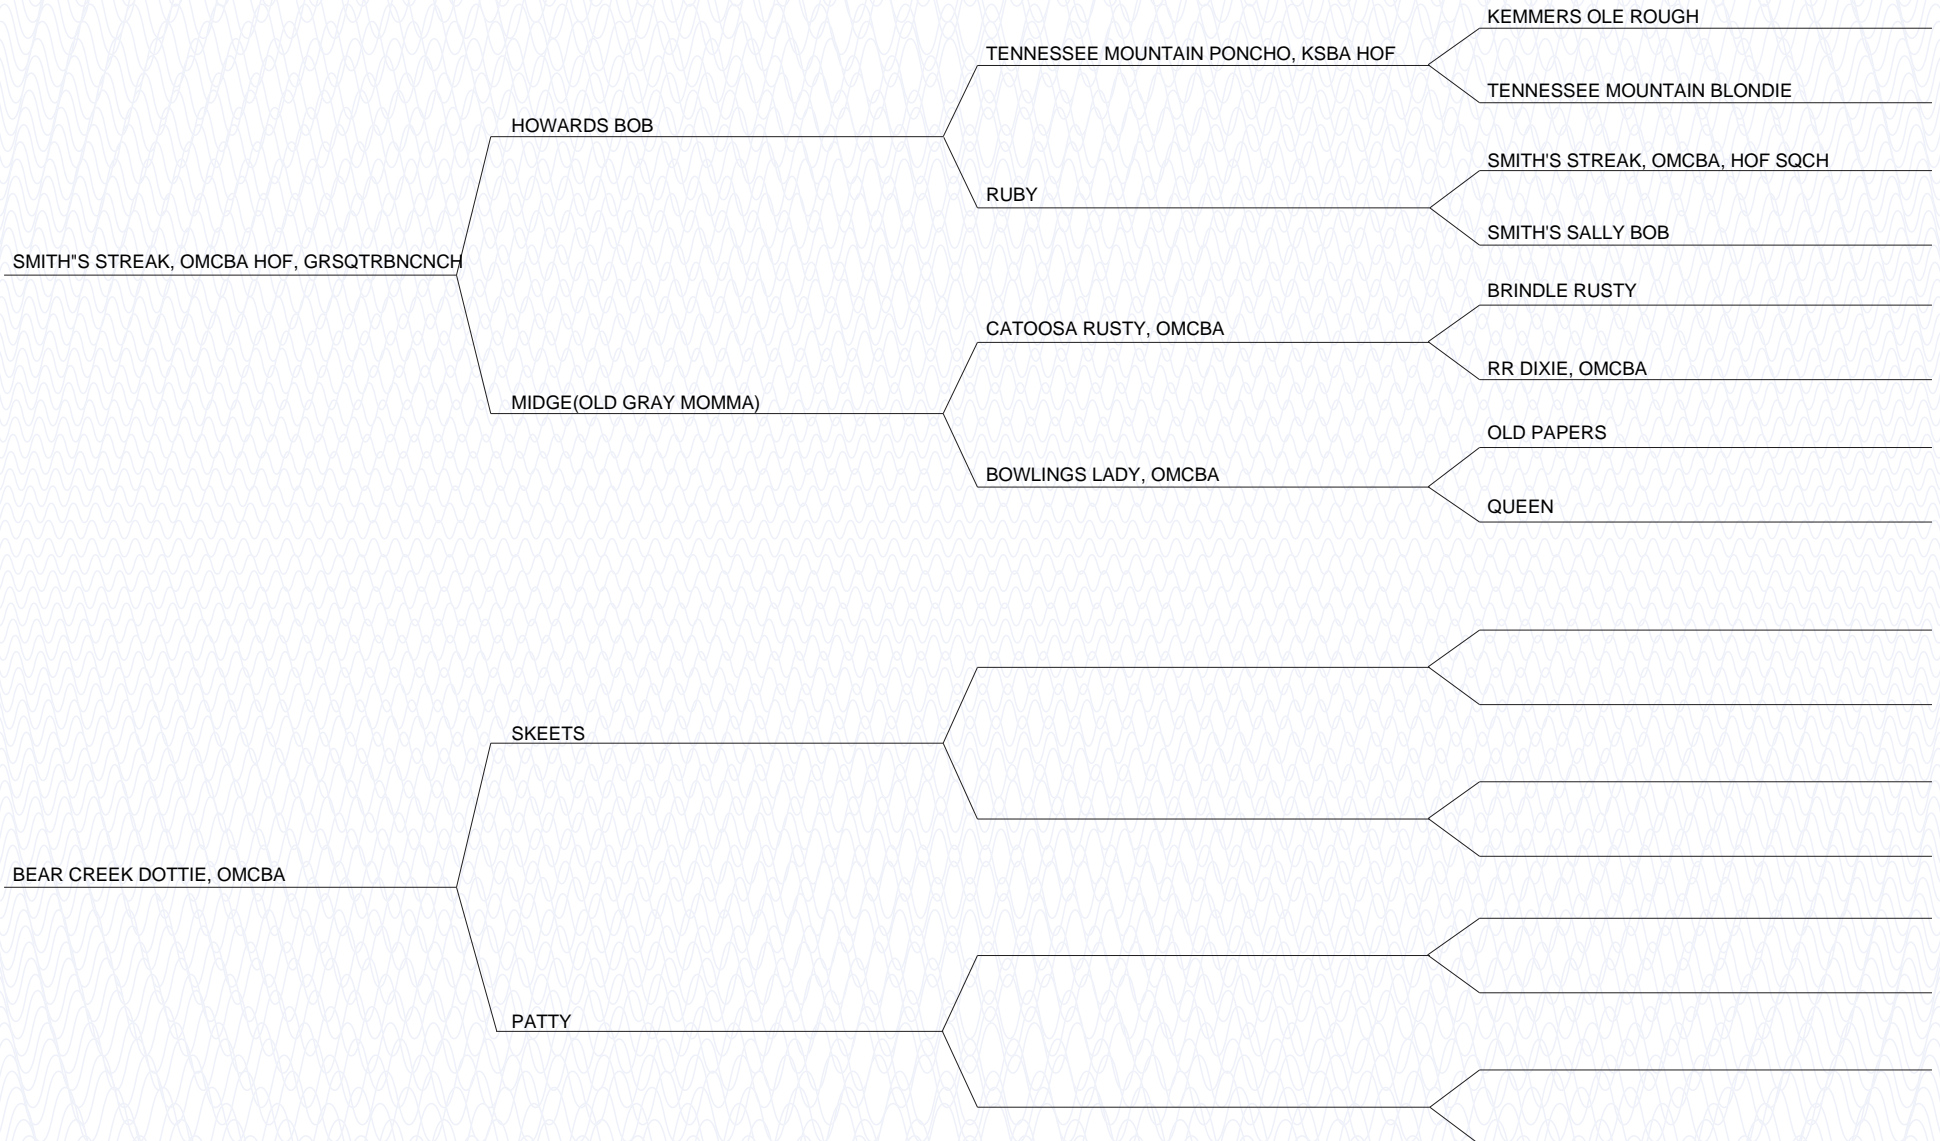 KEMMERS OLE ROUGH
TENNESSEE MOUNTAIN PONCHO, KSBA HOF
TENNESSEE MOUNTAIN BLONDIE
HOWARDS BOB
SMITH'S STREAK, OMCBA, HOF SQCH
RUBY
SMITH'S SALLY BOB
SMITH"S STREAK, OMCBA HOF, GRSQTRBNCNCH
BRINDLE RUSTY
CATOOSA RUSTY, OMCBA
RR DIXIE, OMCBA
MIDGE(OLD GRAY MOMMA)
OLD PAPERS
BOWLINGS LADY, OMCBA
QUEEN
SKEETS
BEAR CREEK DOTTIE, OMCBA
PATTY